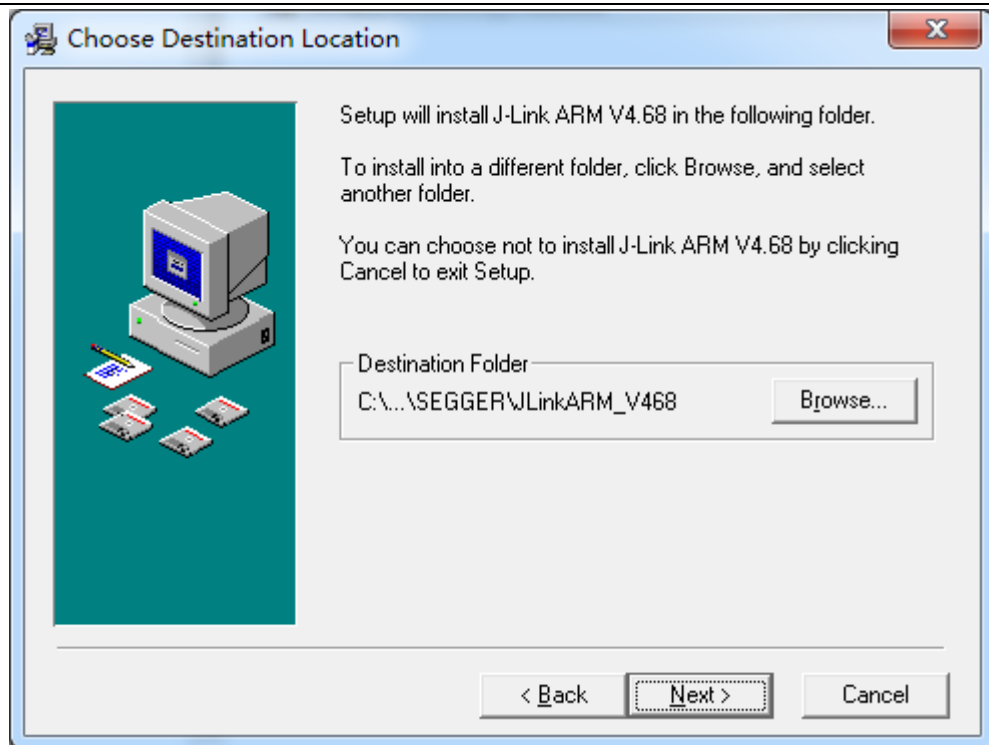 Choose Destination Location
Setup will install J-Link ARM V4.68 in the following folder.
To install into a different folder, click Browse, and select
another folder.
You can choose not to install J-Link ARM V4.68 by clicking
Cancel to exit Setup.
Destination Folder
C:\...\SEGGER\JLinkARM_V468
Browse...
< Back
Next >
Cancel